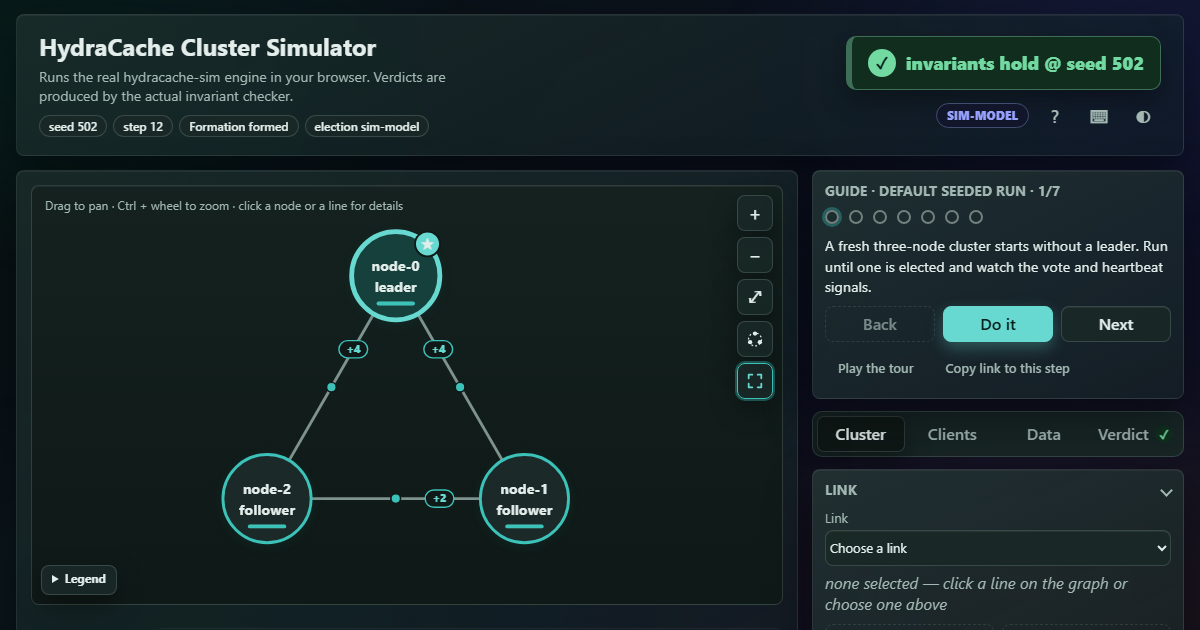 HydraCache Cluster Simulator
Runs the real hydracache-sim engine in your browser. Verdicts are
produced by the actual invariant checker.
seed 502
step 12
Formation formed
election sim-model
✓ invariants hold @ seed 502
SIM-MODEL
?
Drag to pan · Ctrl + wheel to zoom · click a node or a line for details
+
−
node-0
leader
+4
+4
node-2
follower
+2
node-1
follower
Legend
GUIDE · DEFAULT SEEDED RUN · 1/7
A fresh three-node cluster starts without a leader. Run
until one is elected and watch the vote and heartbeat
signals.
Back
Do it
Next
Play the tour
Copy link to this step
Cluster
Clients
Data
Verdict ✓
LINK
Link
Choose a link
none selected — click a line on the graph or
choose one above